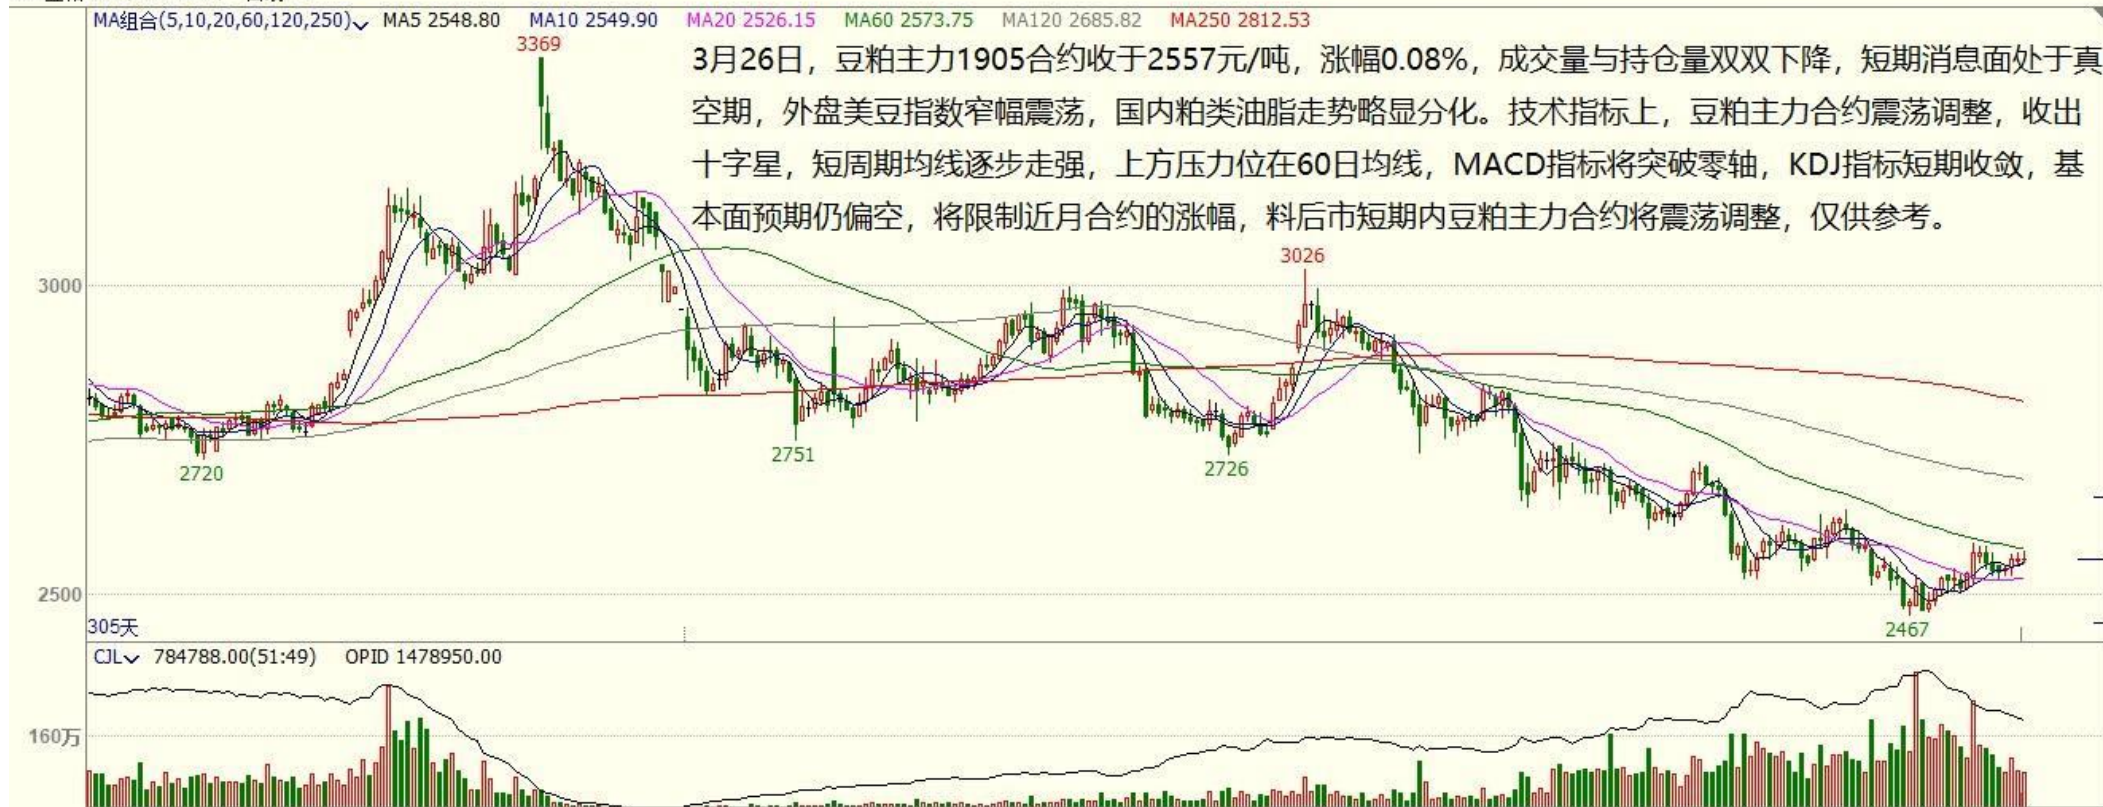 MA组合(5,10,20,60,120,250) MA5 2548.80 MA10 2549.90 MA20 2526.15 MA60 2573.75 MA120 2685.82 MA250 2812.53
3369
3月26日，豆粕主力1905合约收于2557元/吨，涨幅0.08%，成交量与持仓量双双下降，短期消息面处于真
空期，外盘美豆指数窄幅震荡，国内粕类油脂走势略显分化。技术指标上，豆粕主力合约震荡调整，收出
十字星，短周期均线逐步走强，上方压力位在60日均线，MACD指标将突破零轴，KDJ指标短期收敛，基
本面预期仍偏空，将限制近月合约的涨幅，料后市短期内豆粕主力合约将震荡调整，仅供参考。
3026
3000
2751
2726
2720
2500
2467
305天
CJL 784788.00(51:49) OPID 1478950.00
160万